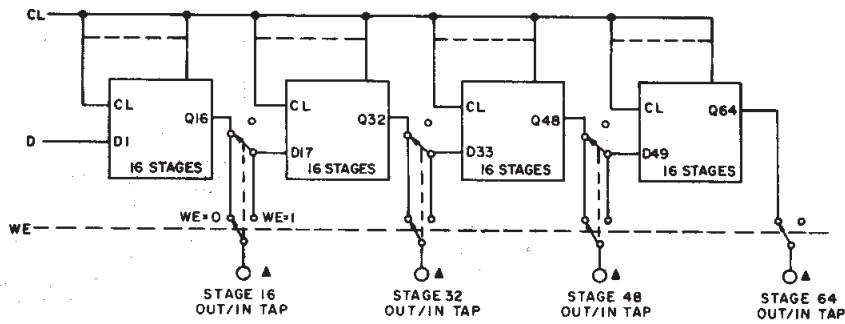 CL
CL
Q16
D
D1
16 STAGES
CL
Q32
D17
16 STAGES
CL
Q48
D33
16 STAGES
CL
Q64
D49
16 STAGES
WE=0
WE=1
WE
STAGE 16
OUT/IN TAP
STAGE 32
OUT/IN TAP
STAGE 48
OUT/IN TAP
STAGE 64
OUT/IN TAP